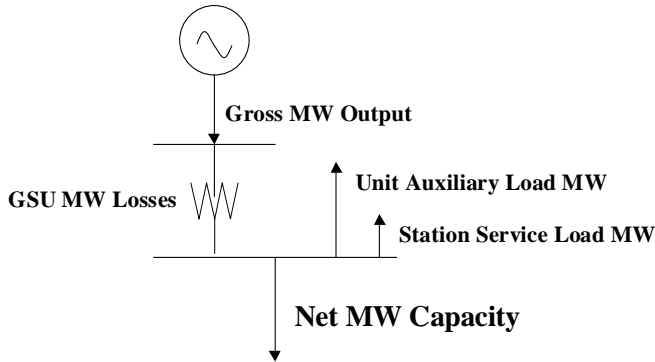 Gross MW Output
Unit Auxiliary Load MW
GSU MW Losses
Station Service Load MW
Net MW Capacity